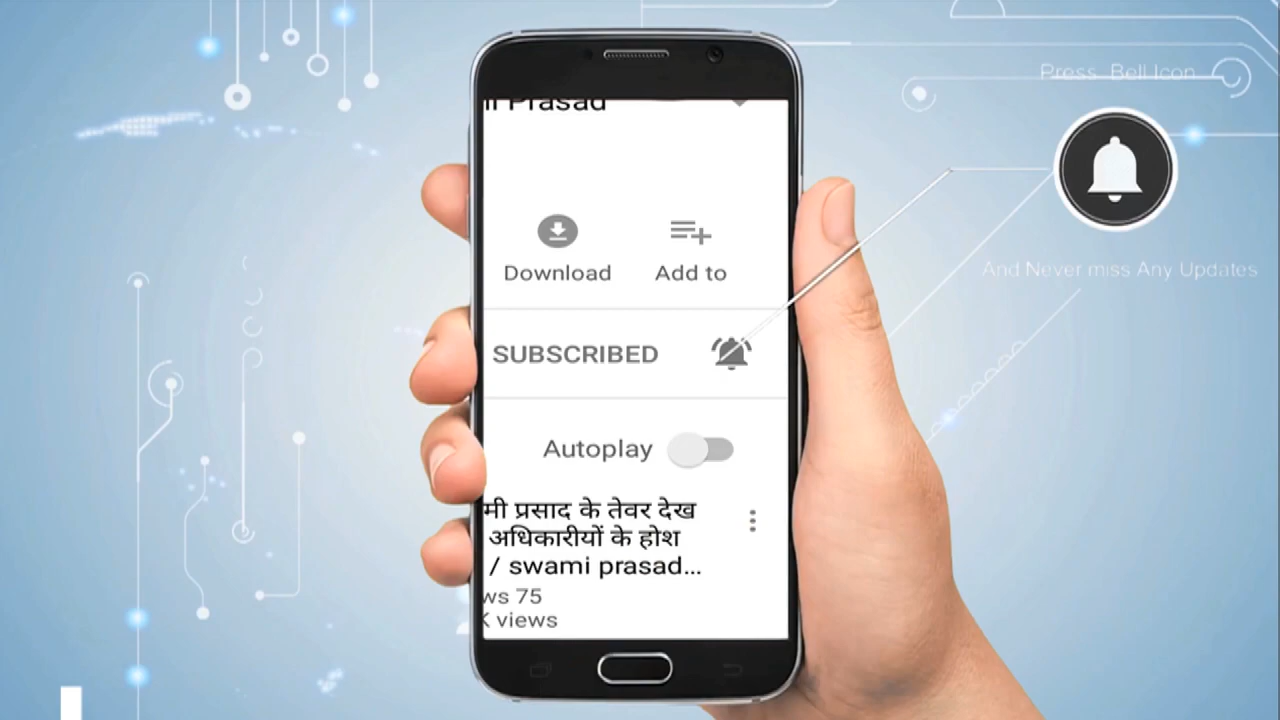 Prasad
Press Bell Icon
Download
Add to
And Never miss Any Updates
SUBSCRIBED
Autoplay
मी प्रसाद के तेवर देख
अधिकारीयों के होश
/ swami prasad...
ws 75
K views